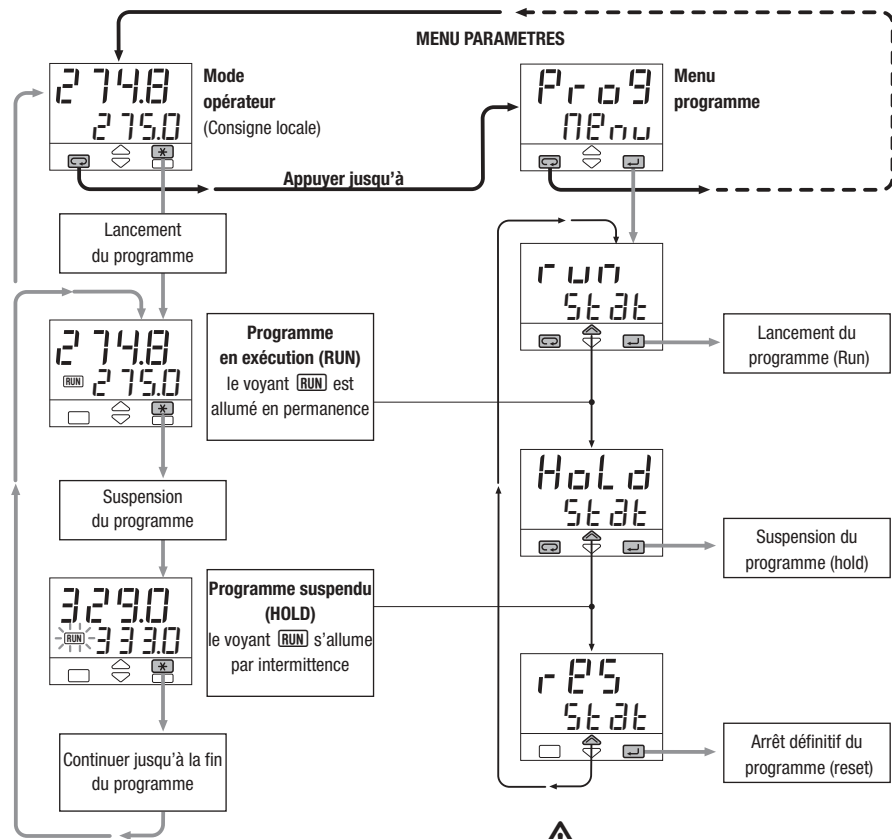 MENU PARAMETRES
274.8
275.0
Mode
opérateur
(Consigne locale)
Appuyer jusqu'à
Prog
MEnu
Menu
programme
Lancement
du programme
274.8
RUN 275.0
Programme
en exécution (RUN)
le voyant RUN est
allumé en permanence
run
Stat
Lancement du
programme (Run)
Suspension
du programme
HoLd
Stat
Suspension du
programme (hold)
329.0
RUN 333.0
Programme suspendu
(HOLD)
le voyant RUN s'allume
par intermittence
rES
Stat
Arrêt définitif du
programme (reset)
Continuer jusqu'à la fin
du programme